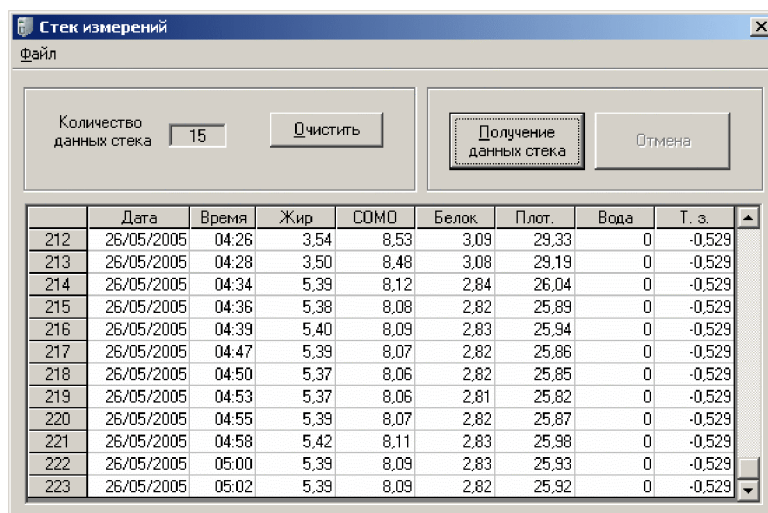 Стек измерений
Файл
Количество
данных стека 15 Очистить
Получение
данных стека Отмена
Дата Время Жир СОМО Белок Плот. Вода Т. з.
212 26/05/2005 04:26 3,54 8,53 3,09 29,33 0 -0,529
213 26/05/2005 04:28 3,50 8,48 3,08 29,19 0 -0,529
214 26/05/2005 04:34 5,39 8,12 2,84 26,04 0 -0,529
215 26/05/2005 04:36 5,38 8,08 2,82 25,89 0 -0,529
216 26/05/2005 04:39 5,40 8,09 2,83 25,94 0 -0,529
217 26/05/2005 04:47 5,39 8,07 2,82 25,86 0 -0,529
218 26/05/2005 04:50 5,37 8,06 2,82 25,85 0 -0,529
219 26/05/2005 04:53 5,37 8,06 2,81 25,82 0 -0,529
220 26/05/2005 04:55 5,39 8,07 2,82 25,87 0 -0,529
221 26/05/2005 04:58 5,42 8,11 2,83 25,98 0 -0,529
222 26/05/2005 05:00 5,39 8,09 2,83 25,93 0 -0,529
223 26/05/2005 05:02 5,39 8,09 2,82 25,92 0 -0,529